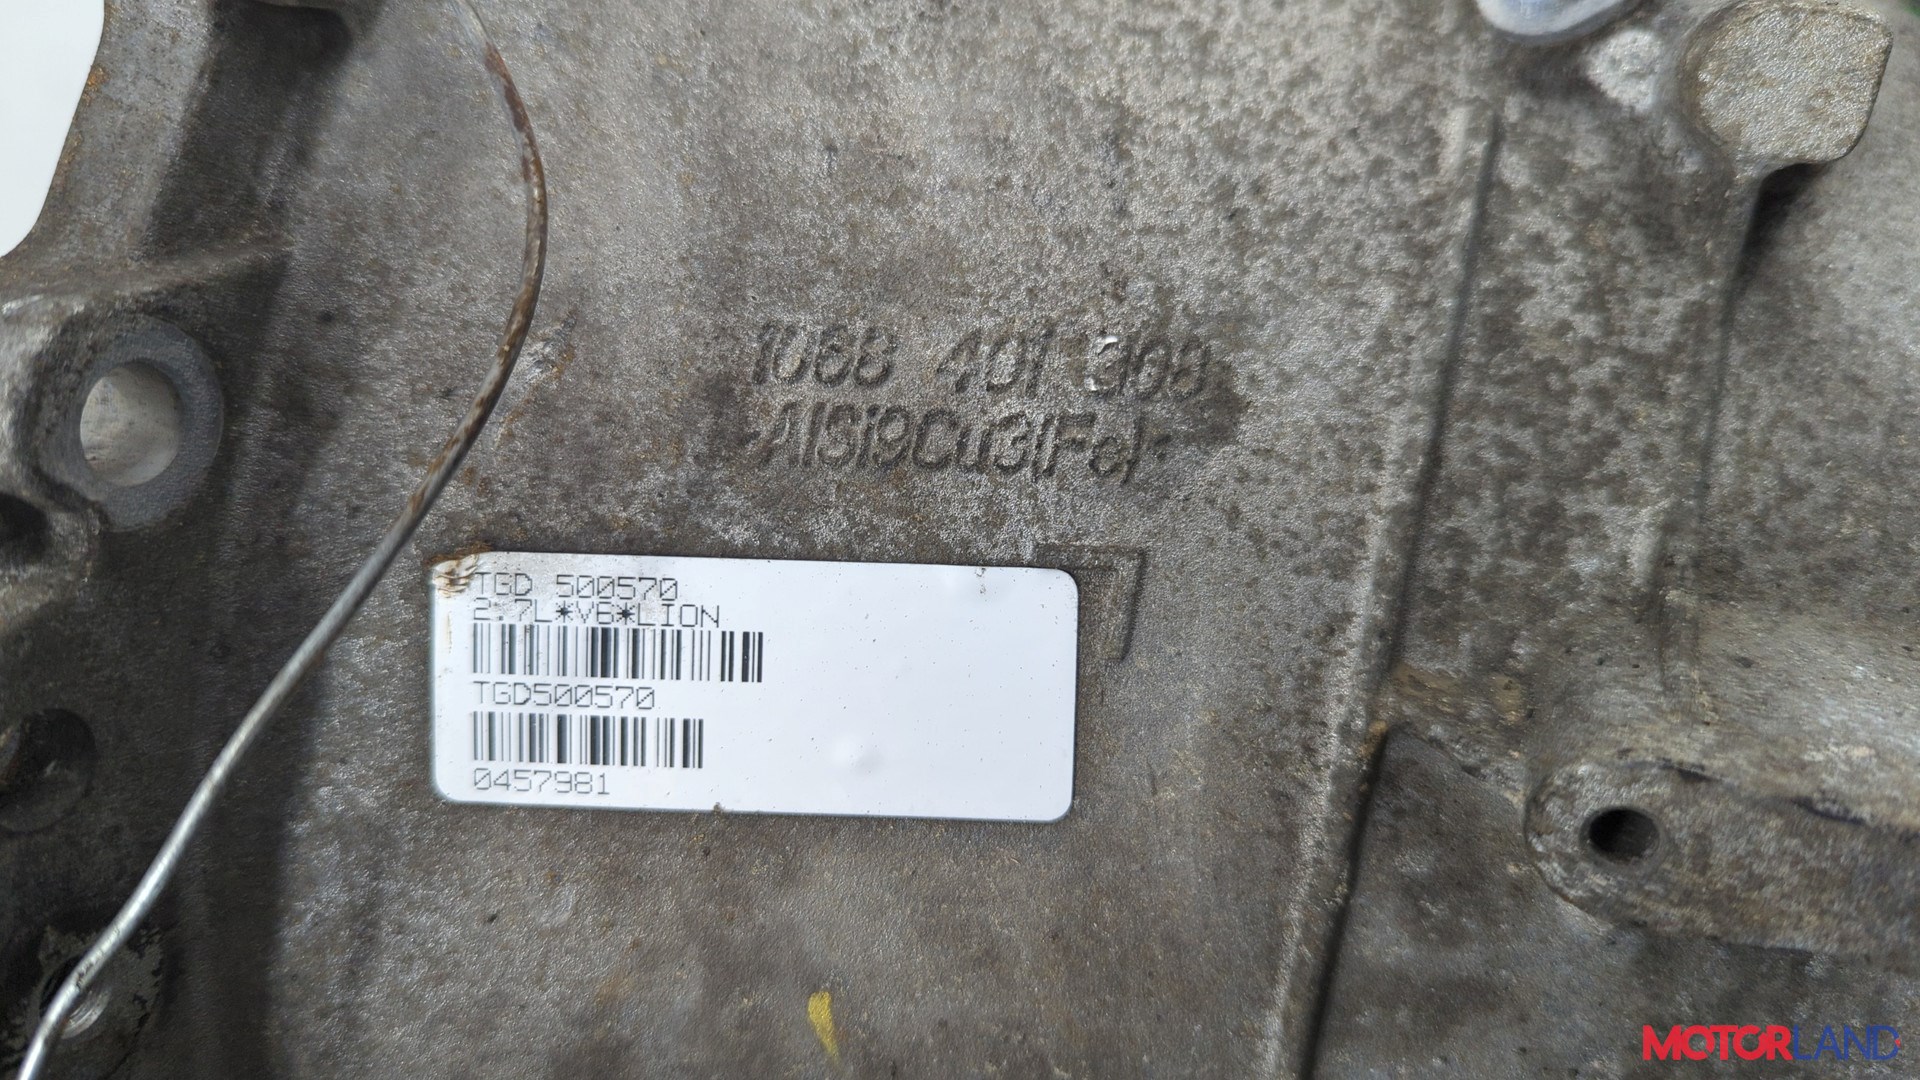 1068 401 308
-AlSi9Cu3(Fe)-
TGD 500570
2.7L*V6*LION
TGD500570
0457981
MOTORLAND